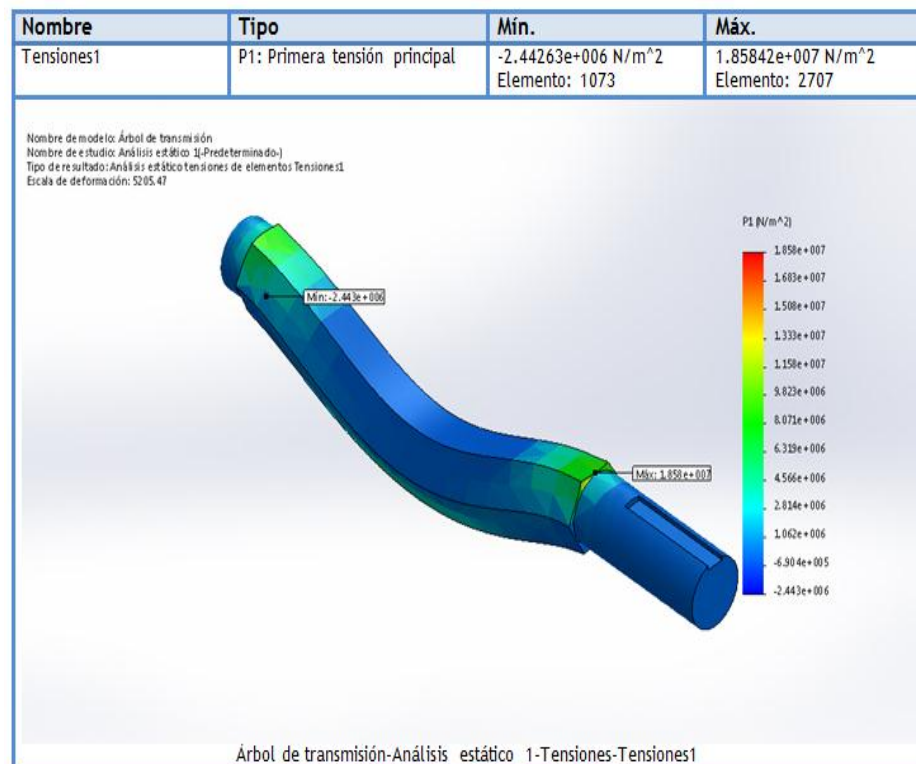 Nombre Tipo Mín. Máx.
Tensiones1 P1: Primera tensión principal -2.44263e+006 N/m^2 1.85842e+007 N/m^2
Elemento: 1073 Elemento: 2707
Nombre de modelo: Árbol de transmisión
Nombre de estudio: Análisis estático 1(-Predeterminado-)
Tipo de resultado: Análisis estático tensiones de elementos Tensiones1
Escala de deformación: 5205.47
P1 (N/m^2)
1.858e+007
1.683e+007
1.508e+007
1.333e+007
1.158e+007
9.823e+006
8.071e+006
6.319e+006
4.566e+006
2.814e+006
1.062e+006
-6.904e+005
-2.443e+006
Mín: -2.443e+006
Máx: 1.858e+007
Árbol de transmisión-Análisis estático 1-Tensiones-Tensiones1